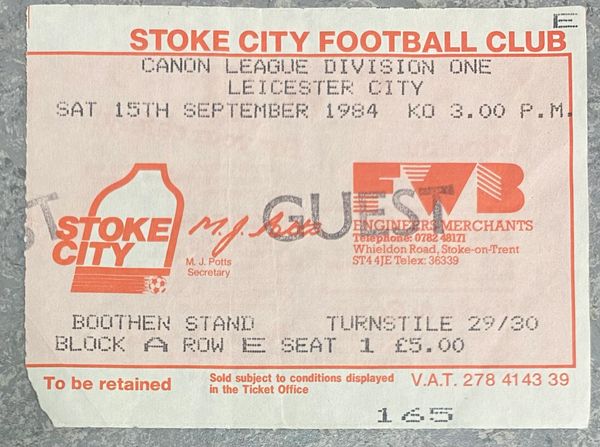 STOKE CITY FOOTBALL CLUB
CANON LEAGUE DIVISION ONE
LEICESTER CITY
SAT 15TH SEPTEMBER 1984 KO 3.00 P.M.
STOKE
CITY
M. J. Potts
M. J. Potts
Secretary
ST GUEST
FWB
ENGINEERS MERCHANTS
Telephone: 0782 48171
Whieldon Road, Stoke-on-Trent
ST4 4JE Telex: 36339
BOOTHEN STAND TURNSTILE 29/30
BLOCK A ROW E SEAT 1 £5.00
To be retained
Sold subject to conditions displayed
in the Ticket Office
V.A.T. 278 4143 39
165